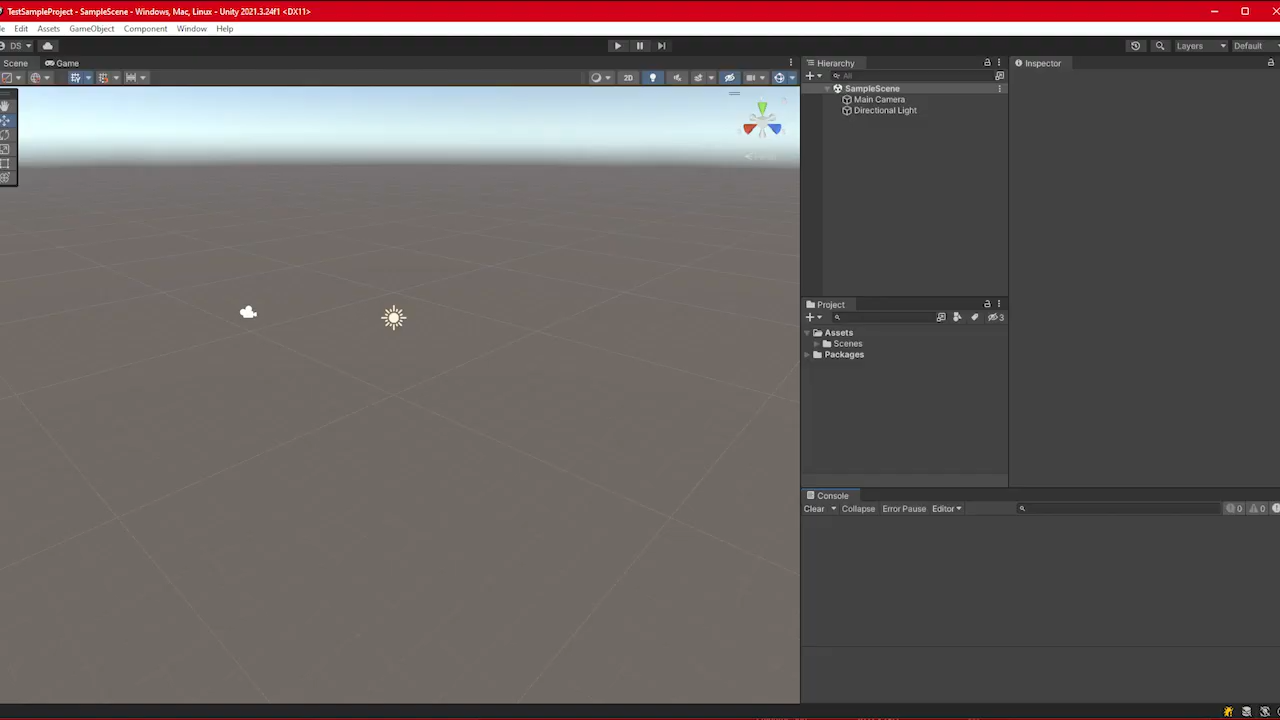 TestSampleProject - SampleScene - Windows, Mac, Linux - Unity 2021.3.24f1 <DX11>
Edit Assets GameObject Component Window Help
DS
Layers Default
Scene Game
Hierarchy
Inspector
2D
All
SampleScene
Main Camera
Directional Light
Project
3
Assets
Scenes
Packages
Console
Clear Collapse Error Pause Editor
0 0